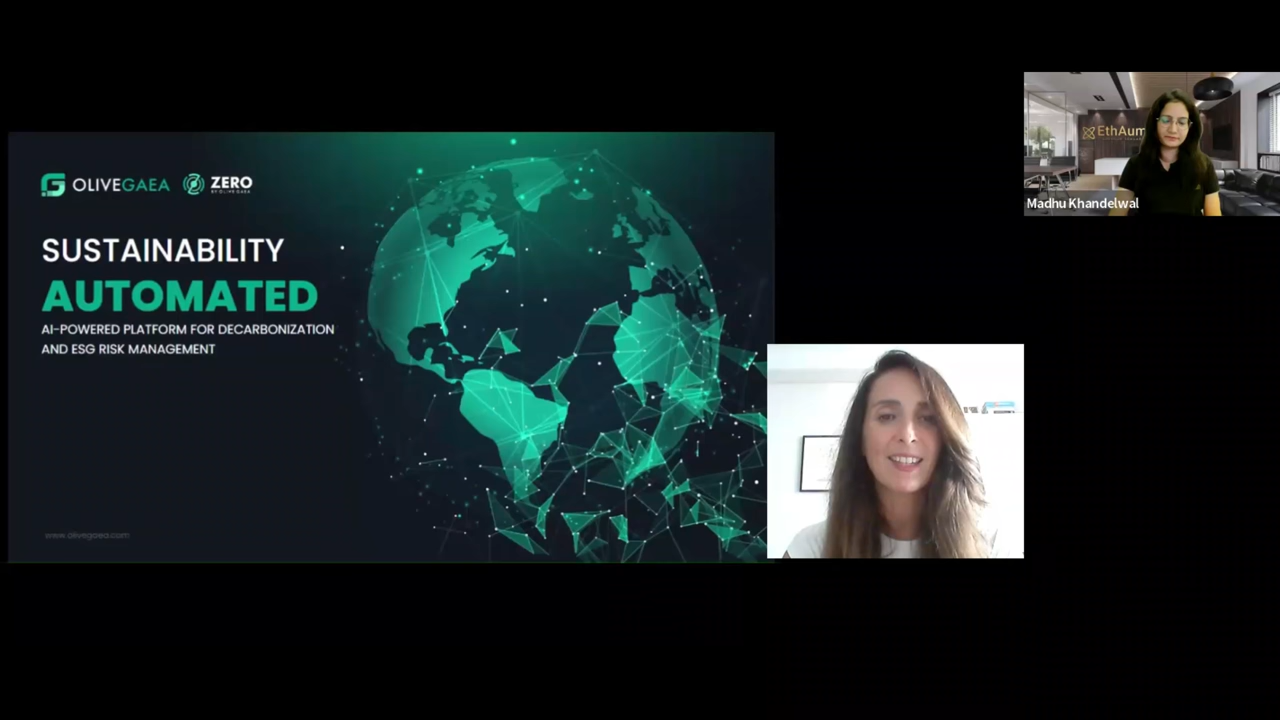 OLIVEGAEA ZERO
BY OLIVE GAEA
SUSTAINABILITY
AUTOMATED
AI-POWERED PLATFORM FOR DECARBONIZATION
AND ESG RISK MANAGEMENT
www.olivegaea.com
EthAum
Madhu Khandelwal